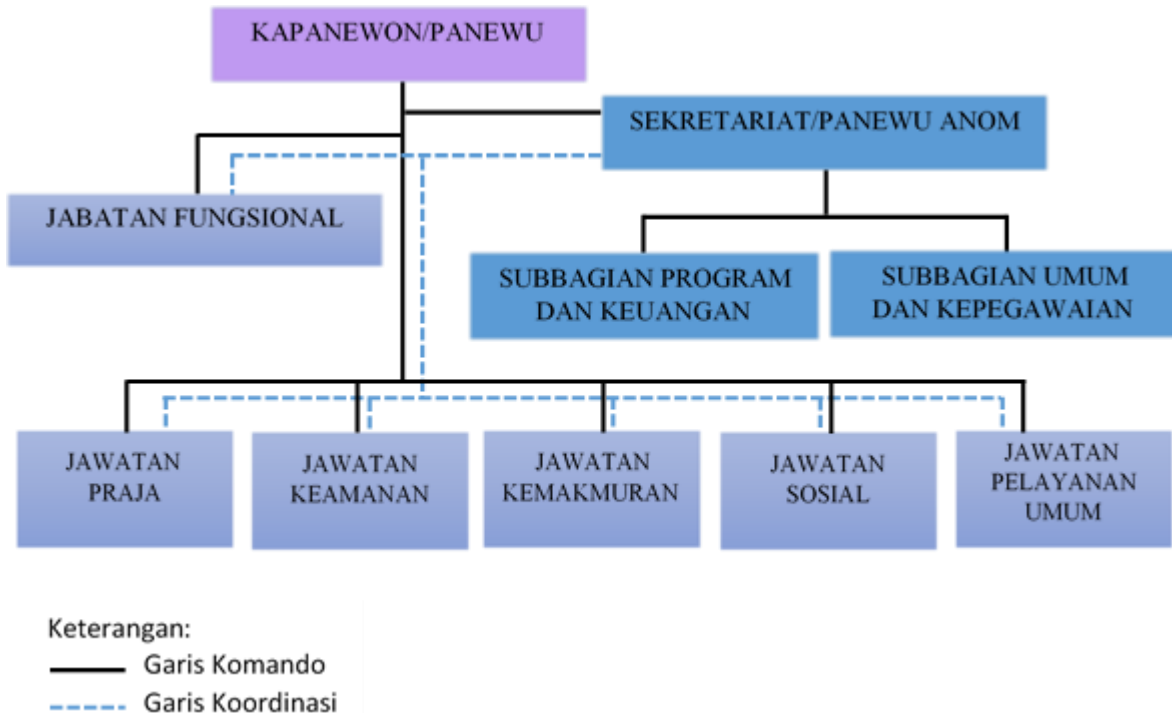 KAPANEWON/PANEWU
SEKRETARIAT/PANEWU ANOM
JABATAN FUNGSIONAL
SUBBAGIAN PROGRAM
DAN KEUANGAN
SUBBAGIAN UMUM
DAN KEPEGAWAIAN
JAWATAN
PRAJA
JAWATAN
KEAMANAN
JAWATAN
KEMAKMURAN
JAWATAN
SOSIAL
JAWATAN
PELAYANAN
UMUM
Keterangan:
Garis Komando
Garis Koordinasi